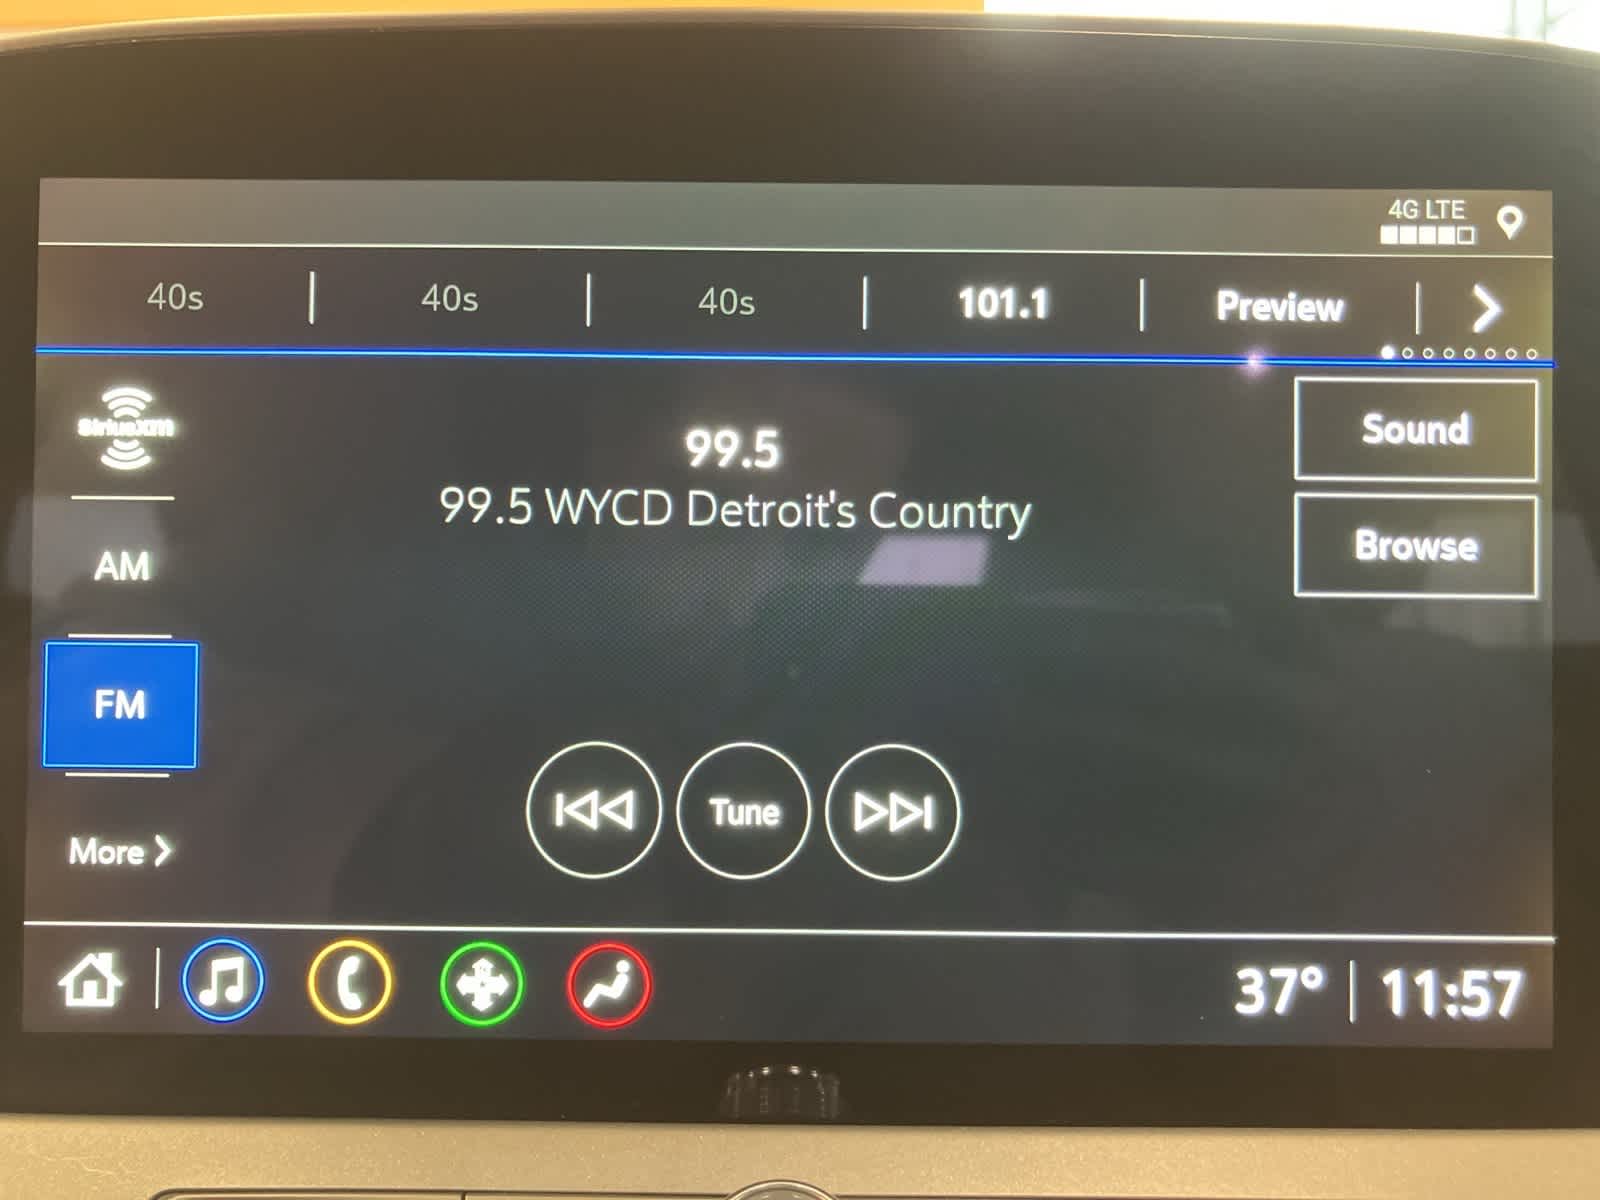 4G LTE
40s 40s 40s 101.1 Preview
SiriusXM
99.5
99.5 WYCD Detroit's Country
Sound
Browse
AM
FM
More
Tune
37° 11:57